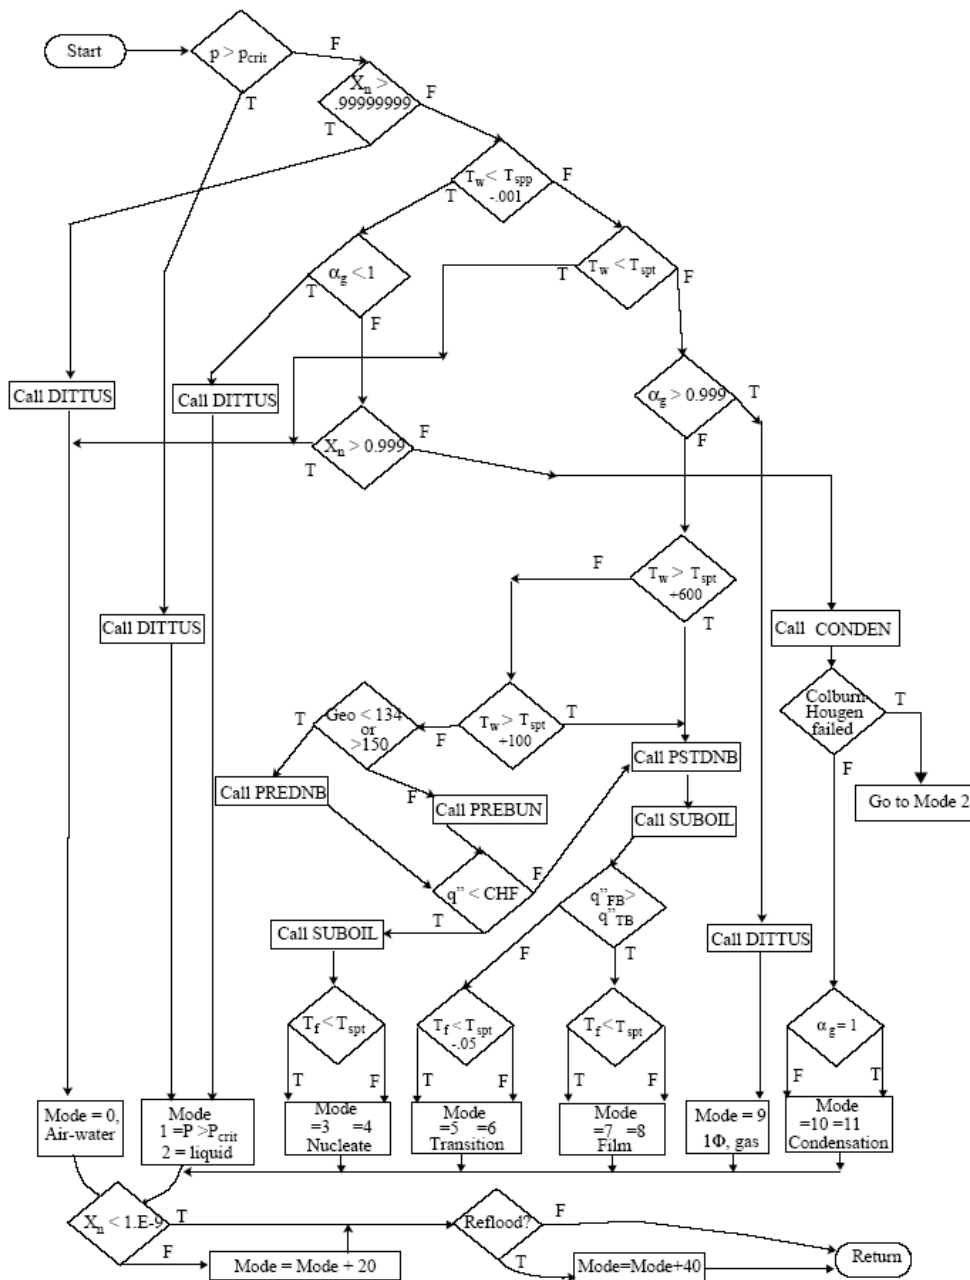 Start
p > pcrit
F
T
Xn >
.99999999
F
T
Tw < Tspp
-.001
F
T
αg <.1
T
F
Tw < Tspt
T
F
Call DITTUS
Call DITTUS
αg > 0.999
T
F
Xn > 0.999
F
T
Tw > Tspt
+600
F
T
Call DITTUS
Call CONDEN
Colburn-
Hougen
failed
T
F
Go to Mode 2
Geo < 134
or
>150
T
F
Tw > Tspt
+100
T
F
Call PSTDNB
Call PREDNB
Call PREBUN
Call SUBOIL
q” < CHF
F
T
q”FB>
q”TB
F
T
Call SUBOIL
Call DITTUS
Tf < Tspt
T
F
Tf < Tspt
-.05
T
F
Tf < Tspt
T
F
αg = 1
F
T
Mode = 0,
Air-water
Mode
1 =P >Pcrit
2 = liquid
Mode
=3 =4
Nucleate
Mode
=5 =6
Transition
Mode
=7 =8
Film
Mode = 9
1Φ, gas
Mode
=10 =11
Condensation
Xn < 1.E-9
T
F
Mode = Mode + 20
Reflood?
F
T
Mode=Mode+40
Return